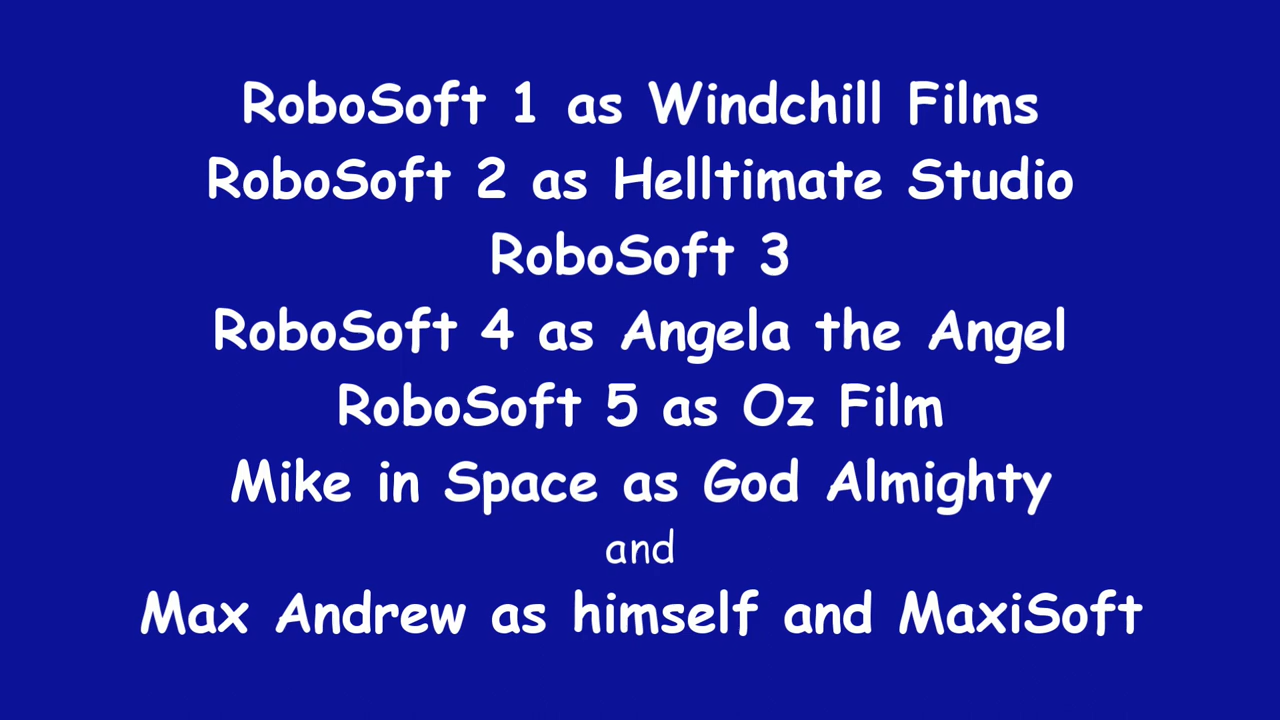 RoboSoft 1 as Windchill Films
RoboSoft 2 as Helltimate Studio
RoboSoft 3
RoboSoft 4 as Angela the Angel
RoboSoft 5 as Oz Film
Mike in Space as God Almighty
and
Max Andrew as himself and MaxiSoft